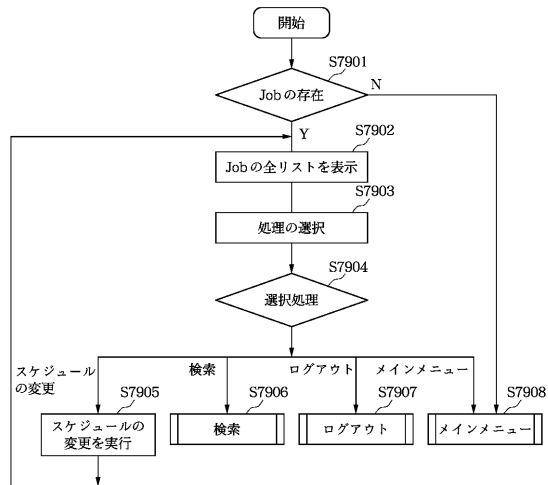 開始
S7901
Jobの存在
N
Y
S7902
Jobの全リストを表示
S7903
処理の選択
S7904
選択処理
スケジュール
の変更
検索
ログアウト
メインメニュー
S7905
スケジュールの
変更を実行
S7906
検索
S7907
ログアウト
S7908
メインメニュー